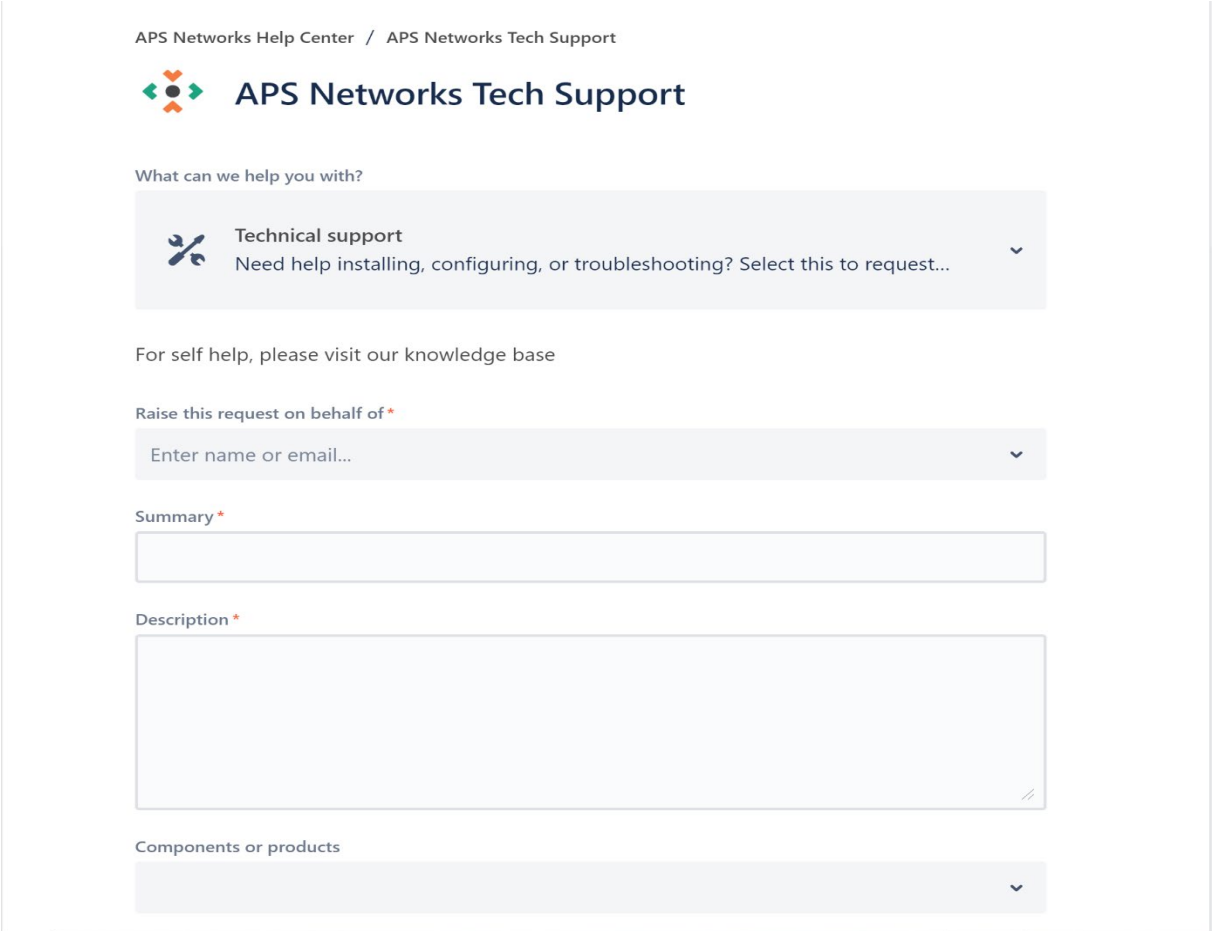 APS Networks Help Center / APS Networks Tech Support
APS Networks Tech Support
What can we help you with?
Technical support
Need help installing, configuring, or troubleshooting? Select this to request...
For self help, please visit our knowledge base
Raise this request on behalf of *
Enter name or email...
Summary *
Description *
Components or products